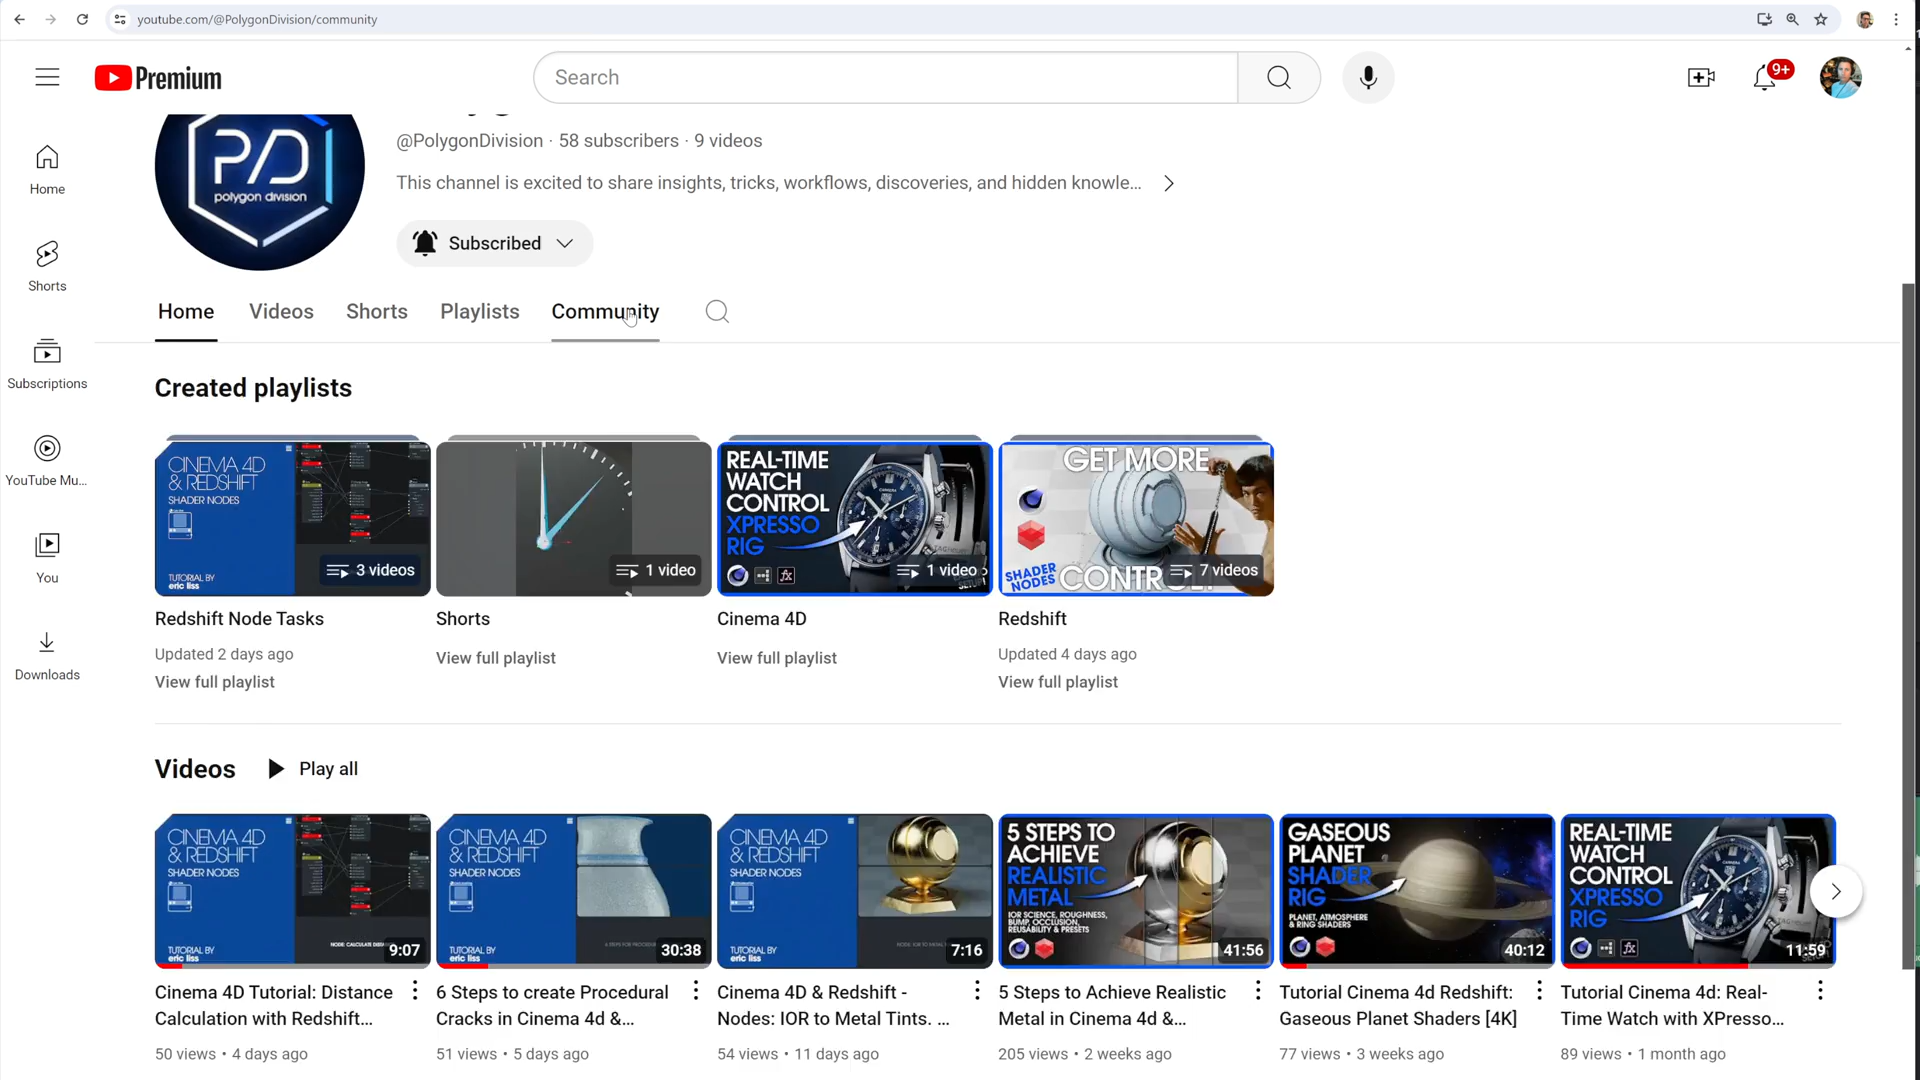 youtube.com/@PolygonDivision/community
Premium
Search
9+
@PolygonDivision · 58 subscribers · 9 videos
This channel is excited to share insights, tricks, workflows, discoveries, and hidden knowle...
Subscribed
P/D
polygon division
Home
Shorts
Subscriptions
YouTube Mu...
You
Downloads
Home
Videos
Shorts
Playlists
Community
Created playlists
CINEMA 4D
& REDSHIFT
SHADER NODES
TUTORIAL BY
eric liss
3 videos
1 video
REAL-TIME
WATCH
CONTROL
XPRESSO
RIG
1 video
GET MORE
SHADER
NODES
CONTROL!
7 videos
Redshift Node Tasks
Updated 2 days ago
View full playlist
Shorts
View full playlist
Cinema 4D
View full playlist
Redshift
Updated 4 days ago
View full playlist
Videos
Play all
CINEMA 4D
& REDSHIFT
SHADER NODES
TUTORIAL BY
eric liss
9:07
CINEMA 4D
& REDSHIFT
SHADER NODES
TUTORIAL BY
eric liss
30:38
CINEMA 4D
& REDSHIFT
SHADER NODES
TUTORIAL BY
eric liss
7:16
5 STEPS TO
ACHIEVE
REALISTIC
METAL
IOR SCIENCE, ROUGHNESS,
BUMP, OCCLUSION,
REUSABILITY & PRESETS
41:56
GASEOUS
PLANET
SHADER
RIG
PLANET, ATMOSPHERE
& RING SHADERS
40:12
REAL-TIME
WATCH
CONTROL
XPRESSO
RIG
11:59
Cinema 4D Tutorial: Distance
Calculation with Redshift...
50 views • 4 days ago
6 Steps to create Procedural
Cracks in Cinema 4d &...
51 views • 5 days ago
Cinema 4D & Redshift -
Nodes: IOR to Metal Tints. ...
54 views • 11 days ago
5 Steps to Achieve Realistic
Metal in Cinema 4d &...
205 views • 2 weeks ago
Tutorial Cinema 4d Redshift:
Gaseous Planet Shaders [4K]
77 views • 3 weeks ago
Tutorial Cinema 4d: Real-
Time Watch with XPresso...
89 views • 1 month ago